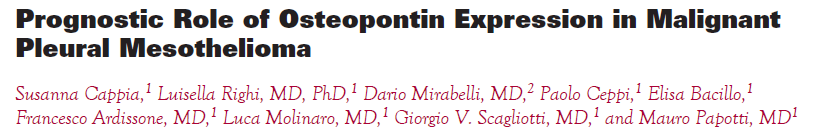 Prognostic Role of Osteopontin Expression in Malignant
Pleural Mesothelioma
Susanna Cappia,1 Luisella Righi, MD, PhD,1 Dario Mirabelli, MD,2 Paolo Ceppi,1 Elisa Bacillo,1
Francesco Ardissone, MD,1 Luca Molinaro, MD,1 Giorgio V. Scagliotti, MD,1 and Mauro Papotti, MD1